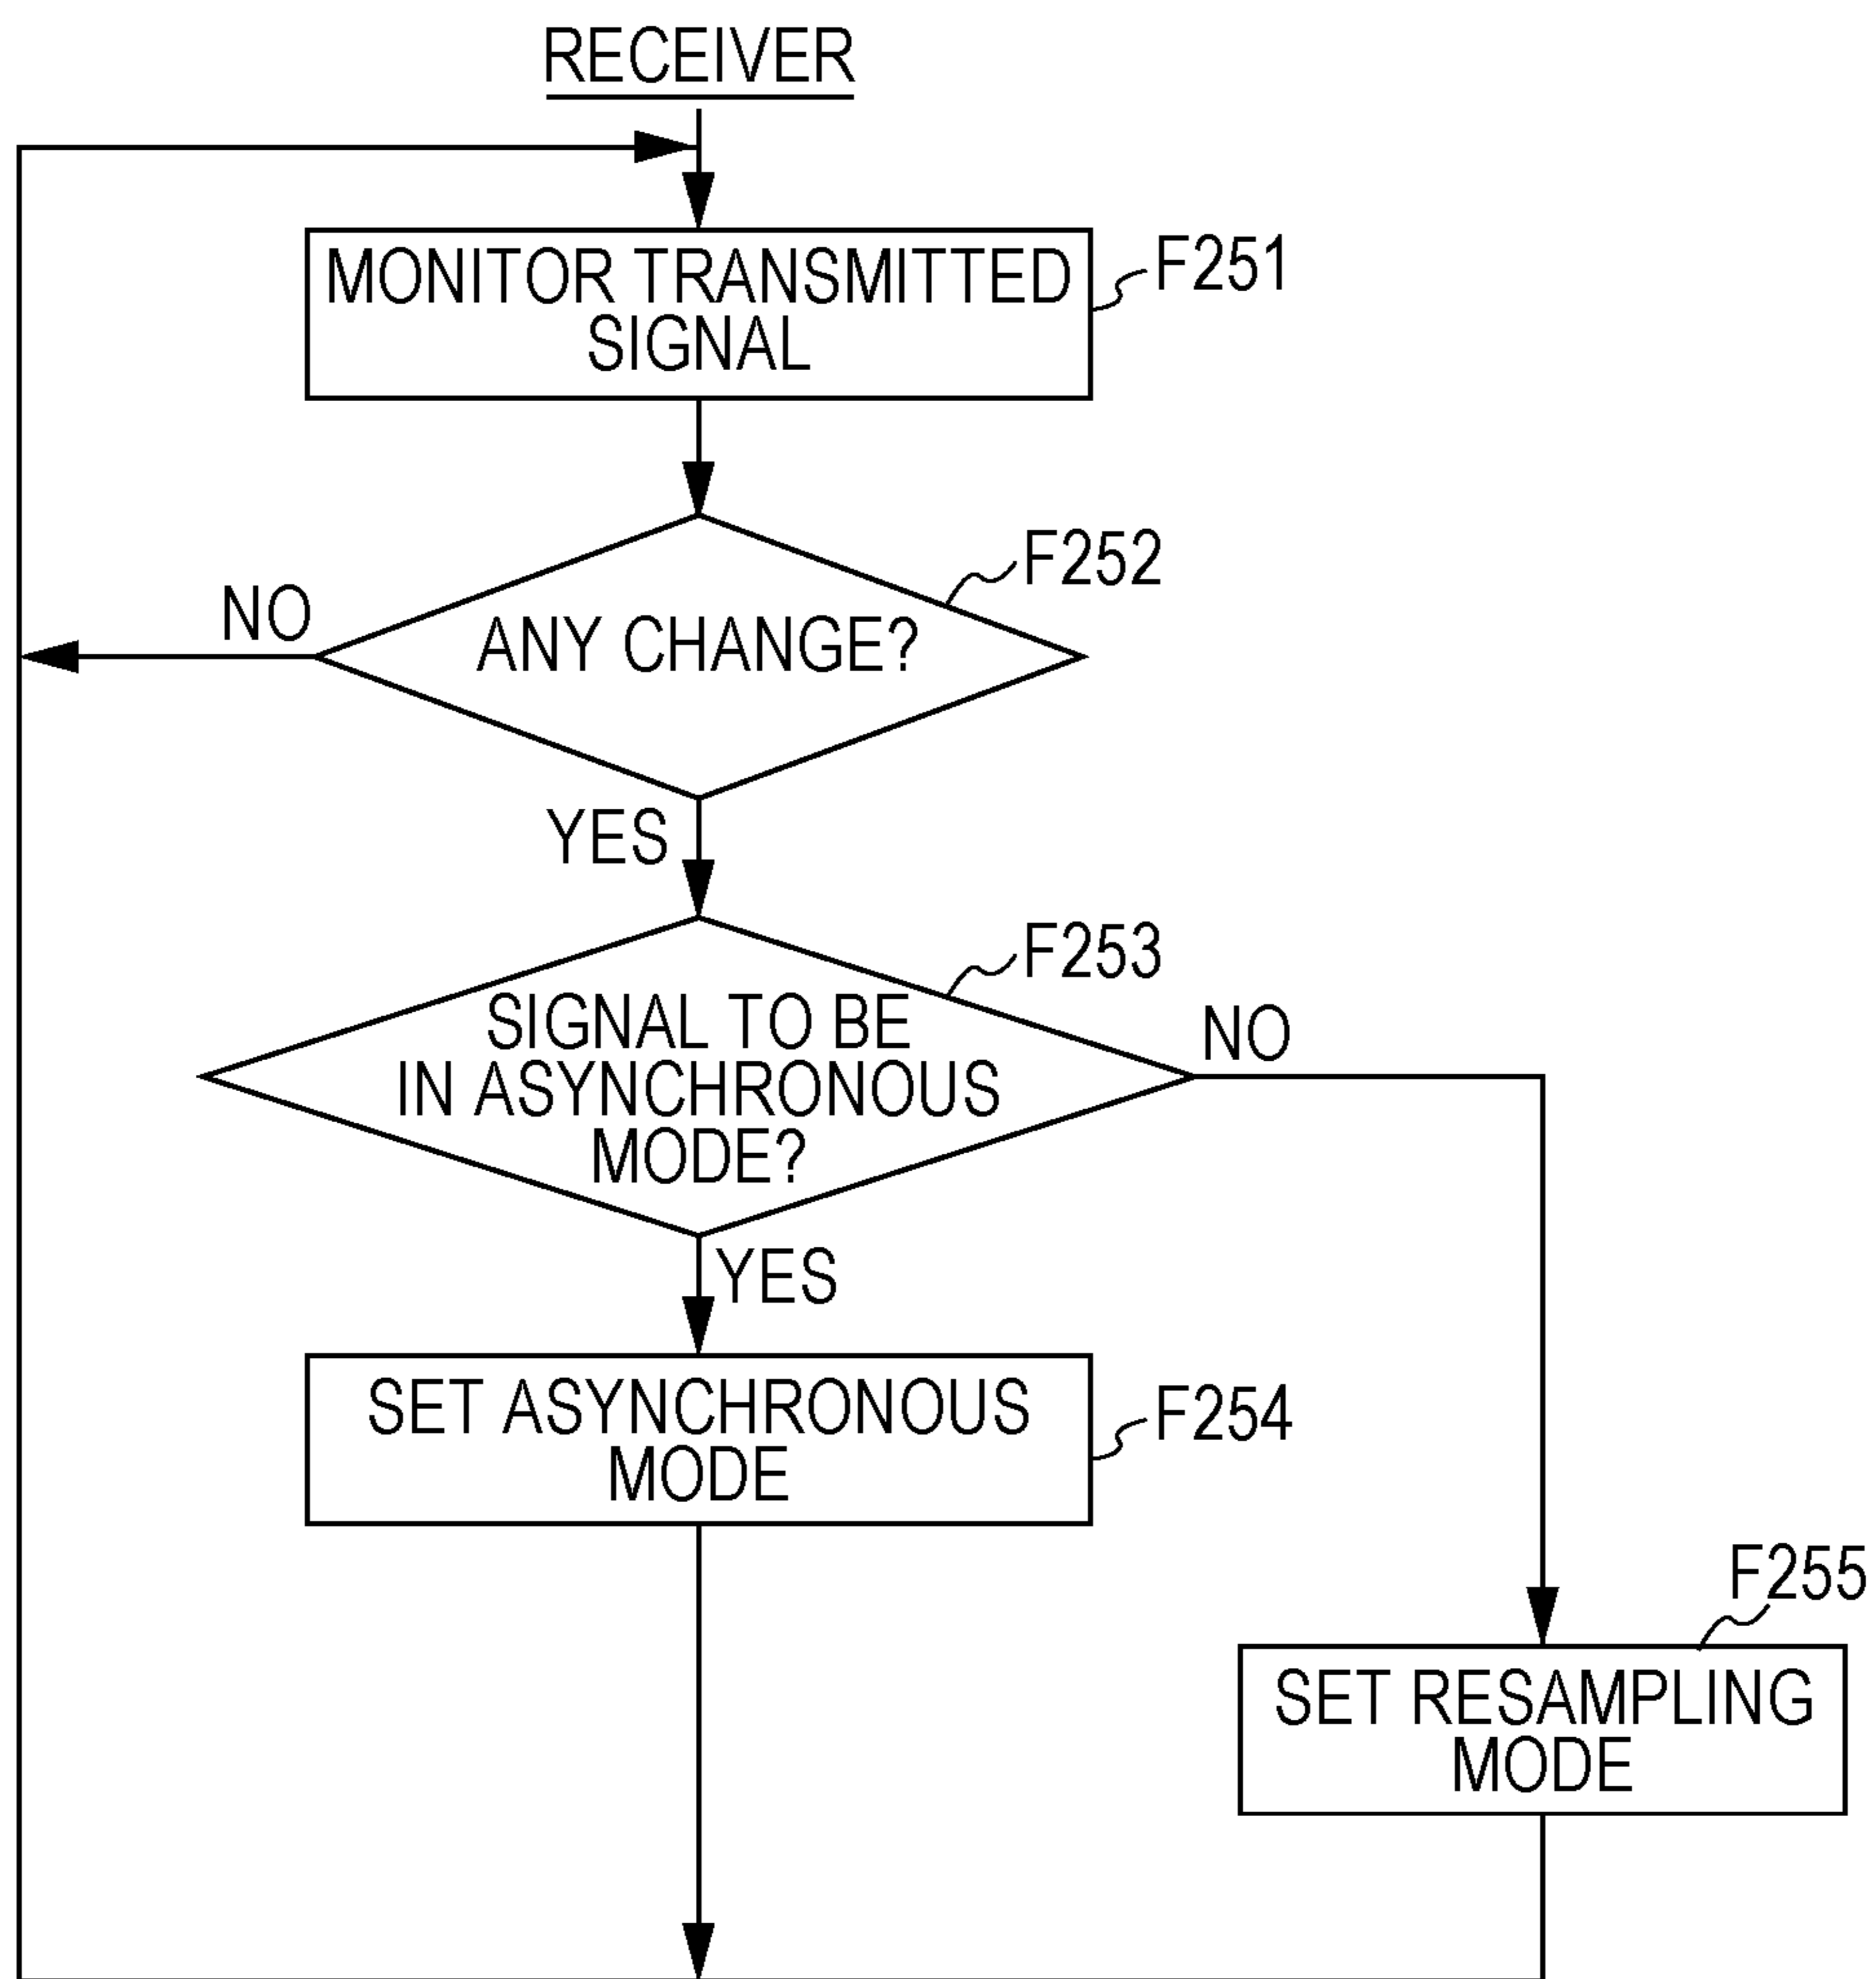 RECEIVER
MONITOR TRANSMITTED
SIGNAL
F251
ANY CHANGE?
F252
NO
YES
SIGNAL TO BE
IN ASYNCHRONOUS
MODE?
F253
NO
YES
SET ASYNCHRONOUS
MODE
F254
F255
SET RESAMPLING
MODE